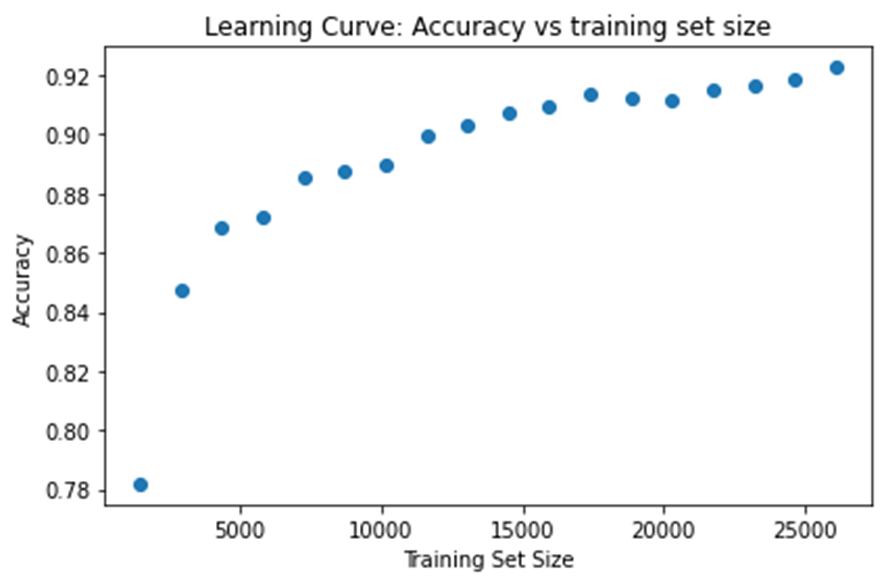 Learning Curve: Accuracy vs training set size
0.92
0.90
0.88
0.86
0.84
0.82
0.80
0.78
Accuracy
5000 10000 15000 20000 25000
Training Set Size